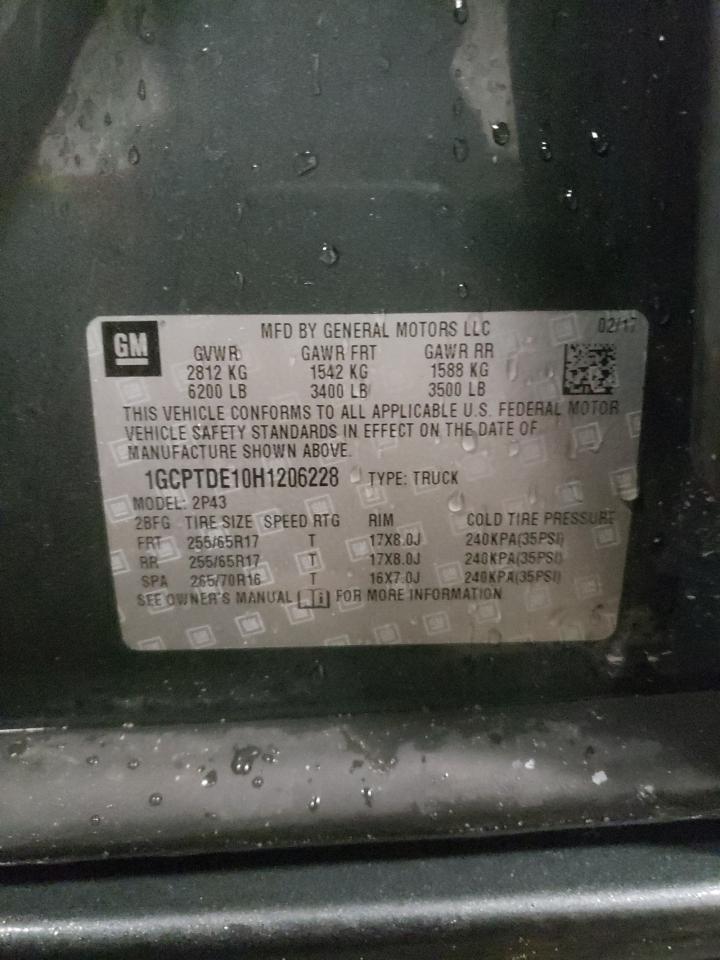 GM
MFD BY GENERAL MOTORS LLC 02/17
GVWR GAWR FRT GAWR RR
2812 KG 1542 KG 1588 KG
6200 LB 3400 LB 3500 LB
THIS VEHICLE CONFORMS TO ALL APPLICABLE U.S. FEDERAL MOTOR
VEHICLE SAFETY STANDARDS IN EFFECT ON THE DATE OF
MANUFACTURE SHOWN ABOVE.
1GCPTDE10H1206228 TYPE: TRUCK
MODEL: 2P43
2BFG TIRE SIZE SPEED RTG RIM COLD TIRE PRESSURE
FRT 255/65R17 T 17X8.0J 240KPA(35PSI)
RR 255/65R17 T 17X8.0J 240KPA(35PSI)
SPA 265/70R16 T 16X7.0J 240KPA(35PSI)
SEE OWNER'S MANUAL i FOR MORE INFORMATION